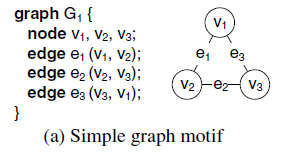 graph G₁ {
node v₁, v₂, v₃;
edge e₁ (v₁, v₂);
edge e₂ (v₂, v₃);
edge e₃ (v₃, v₁);
}
v₁
e₁ e₃
v₂ e₂ v₃
(a) Simple graph motif